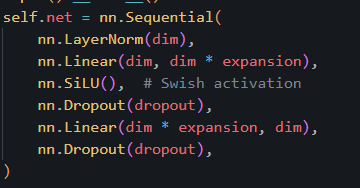 self.net = nn.Sequential(
nn.LayerNorm(dim),
nn.Linear(dim, dim * expansion),
nn.SiLU(),  # Swish activation
nn.Dropout(dropout),
nn.Linear(dim * expansion, dim),
nn.Dropout(dropout),
)